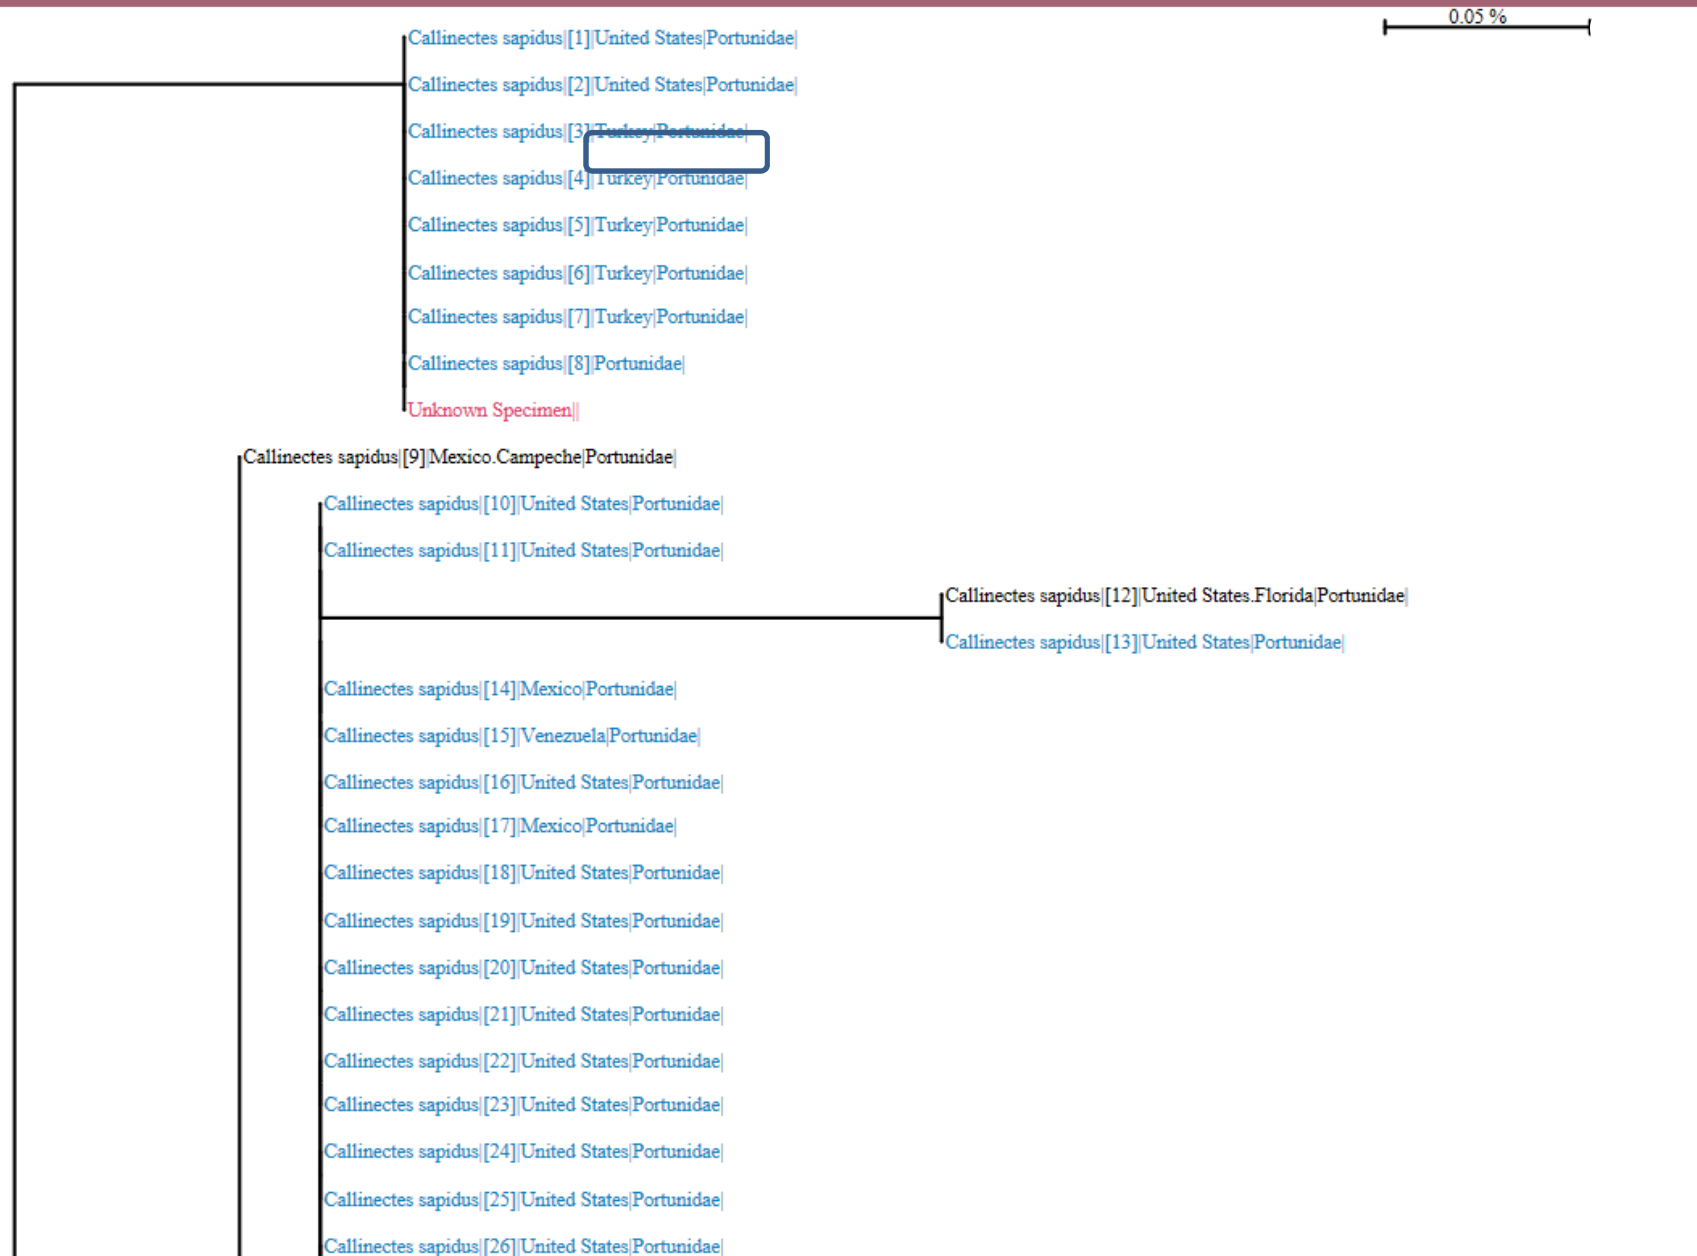 0.05 %
Callinectes sapidus|[1]|United States|Portunidae|
Callinectes sapidus|[2]|United States|Portunidae|
Callinectes sapidus|[3]|Turkey|Portunidae|
Callinectes sapidus|[4]|Turkey|Portunidae|
Callinectes sapidus|[5]|Turkey|Portunidae|
Callinectes sapidus|[6]|Turkey|Portunidae|
Callinectes sapidus|[7]|Turkey|Portunidae|
Callinectes sapidus|[8]|Portunidae|
Unknown Specimen||
Callinectes sapidus|[9]|Mexico.Campeche|Portunidae|
Callinectes sapidus|[10]|United States|Portunidae|
Callinectes sapidus|[11]|United States|Portunidae|
Callinectes sapidus|[12]|United States.Florida|Portunidae|
Callinectes sapidus|[13]|United States|Portunidae|
Callinectes sapidus|[14]|Mexico|Portunidae|
Callinectes sapidus|[15]|Venezuela|Portunidae|
Callinectes sapidus|[16]|United States|Portunidae|
Callinectes sapidus|[17]|Mexico|Portunidae|
Callinectes sapidus|[18]|United States|Portunidae|
Callinectes sapidus|[19]|United States|Portunidae|
Callinectes sapidus|[20]|United States|Portunidae|
Callinectes sapidus|[21]|United States|Portunidae|
Callinectes sapidus|[22]|United States|Portunidae|
Callinectes sapidus|[23]|United States|Portunidae|
Callinectes sapidus|[24]|United States|Portunidae|
Callinectes sapidus|[25]|United States|Portunidae|
Callinectes sapidus|[26]|United States|Portunidae|